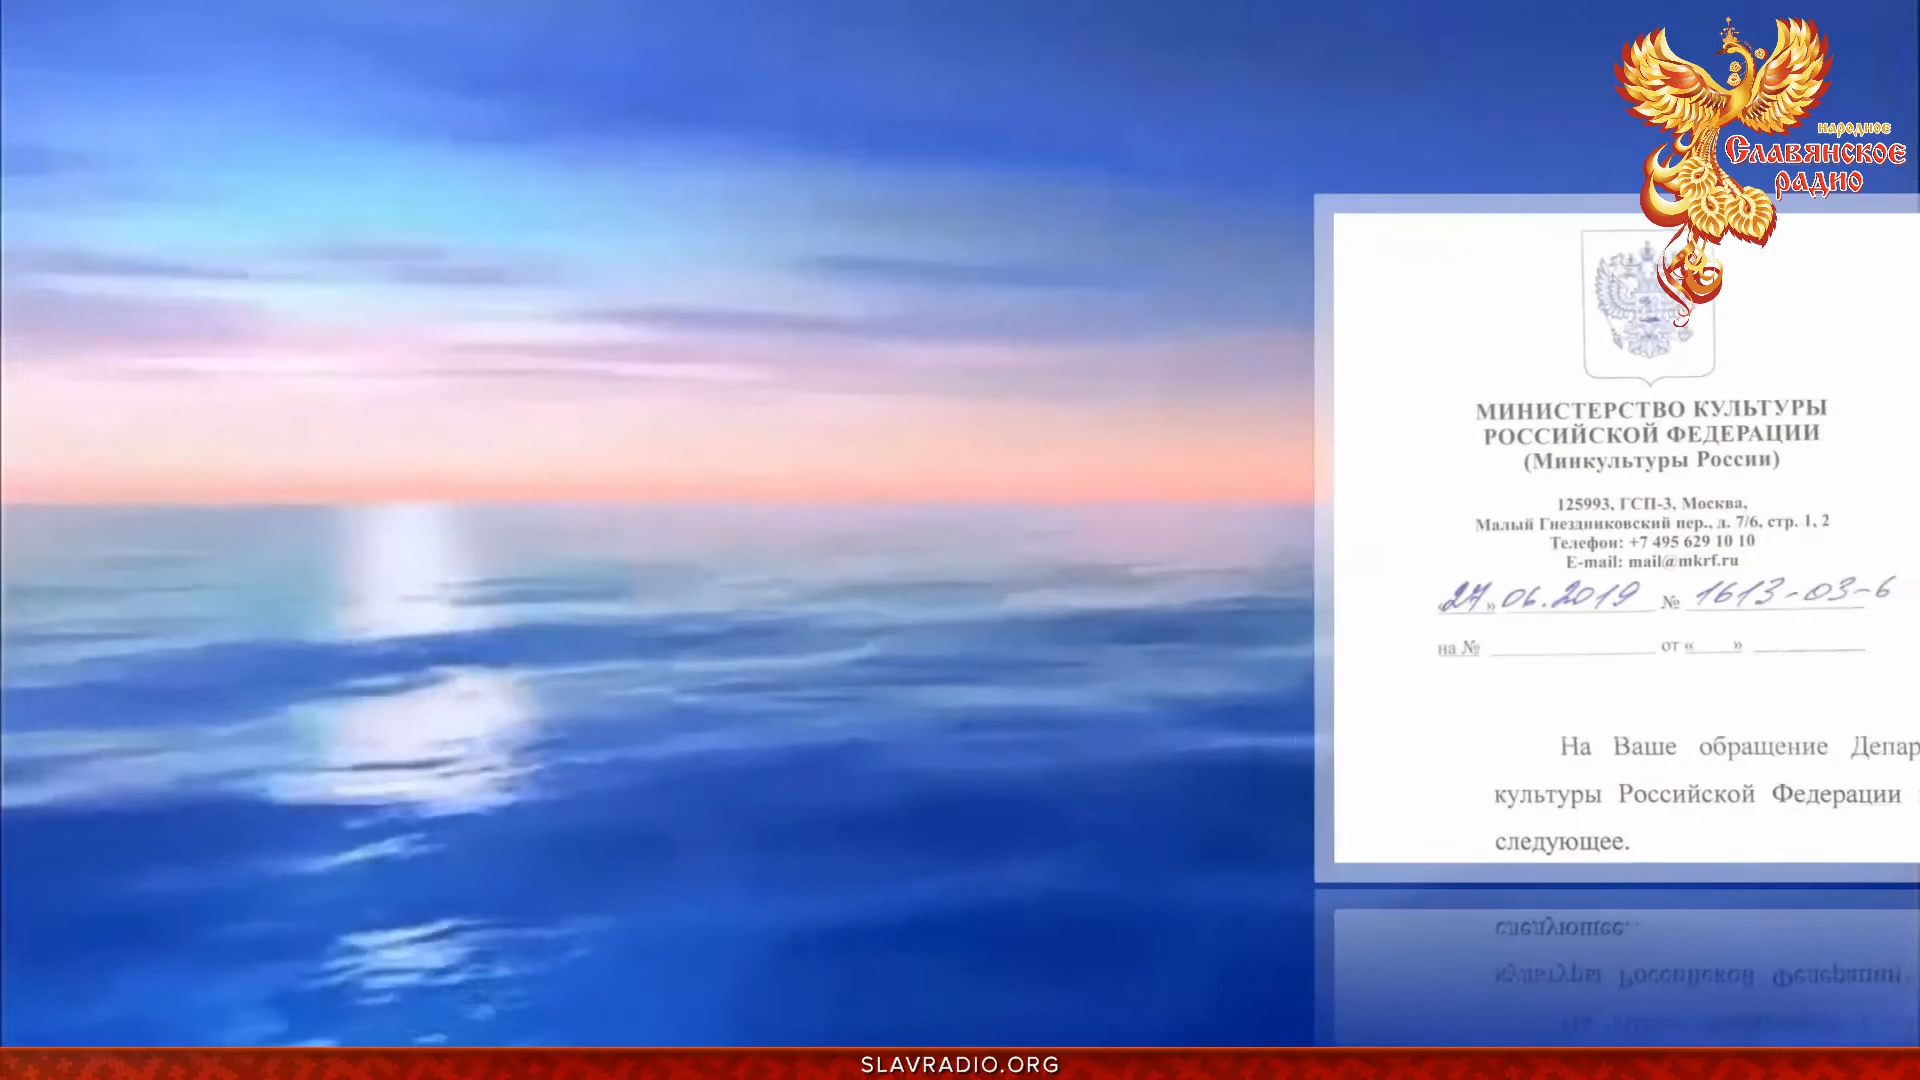 народное
Славянское
радио
МИНИСТЕРСТВО КУЛЬТУРЫ
РОССИЙСКОЙ ФЕДЕРАЦИИ
(Минкультуры России)
125993, ГСП-3, Москва,
Малый Гнездниковский пер., д. 7/6, стр. 1, 2
Телефон: +7 495 629 10 10
E-mail: mail@mkrf.ru
«27» 06.2019 № 1613-03-6
на № от « »
На Ваше обращение
культуры Российской Федерации
следующее.
SLAVRADIO.ORG